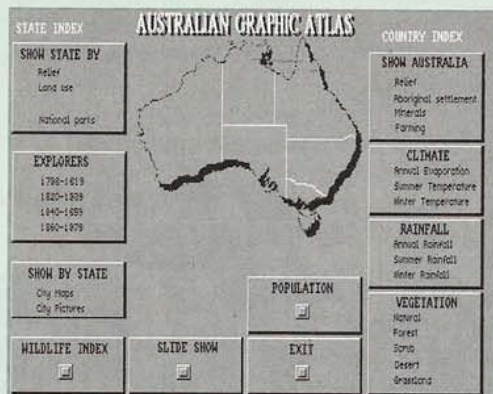 AUSTRALIAN GRAPHIC ATLAS
STATE INDEX
SHOW STATE BY
Relief
Land use
National parks
EXPLORERS
1788-1819
1820-1839
1840-1859
1860-1979
SHOW BY STATE
City Maps
City Pictures
WILDLIFE INDEX
SLIDE SHOW
POPULATION
EXIT
COUNTRY INDEX
SHOW AUSTRALIA
Relief
Aboriginal settlement
Minerals
Farming
CLIMATE
Annual Evaporation
Summer Temperature
Winter Temperature
RAINFALL
Annual Rainfall
Summer Rainfall
Winter Rainfall
VEGETATION
Natural
Forest
Scrub
Desert
Grassland